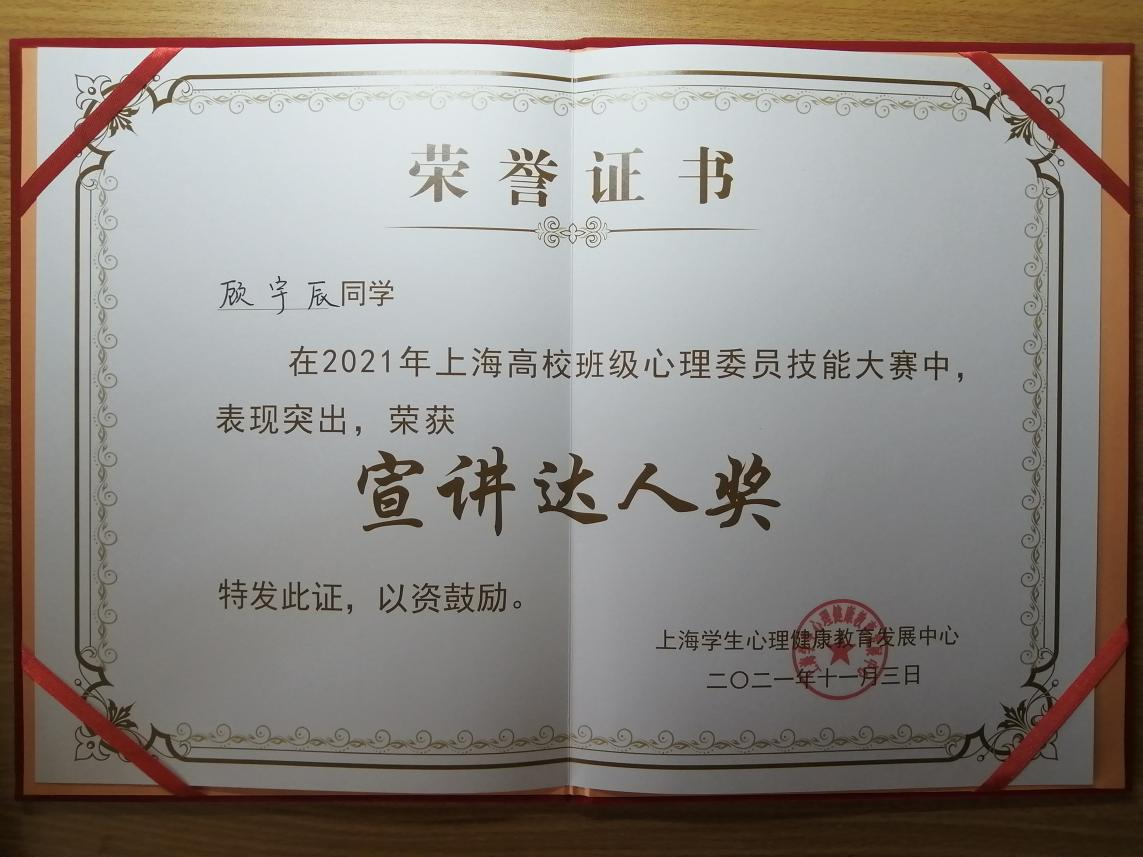 荣誉证书
顾宇辰同学
在2021年上海高校班级心理委员技能大赛中，
表现突出，荣获
宣讲达人奖
特发此证，以资鼓励。
上海学生心理健康教育发展中心
二〇二一年十一月三日